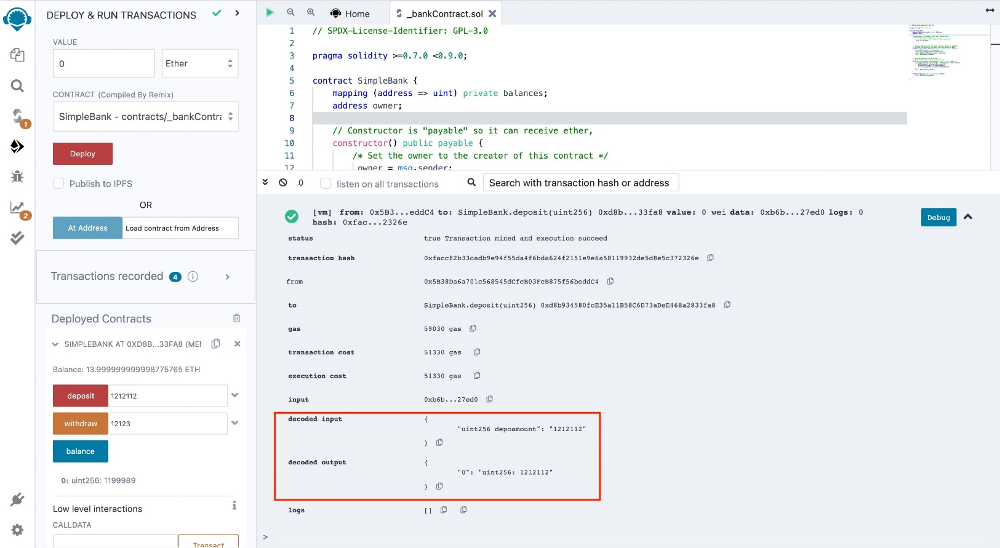 DEPLOY & RUN TRANSACTIONS
VALUE
0
Ether
CONTRACT (Compiled By Remix)
SimpleBank - contracts/_bankContra
1
Deploy
Publish to IPFS
OR
2
At Address
Load contract from Address
Transactions recorded 4 i
Deployed Contracts
SIMPLEBANK AT 0XD8B...33FA8 (MEM
Balance: 13.999999999998775765 ETH
deposit 1212112
withdraw 12123
balance
0: uint256: 1199989
Low level interactions i
CALLDATA
Transact
Home
_bankContract.sol
1 // SPDX-License-Identifier: GPL-3.0
2
3 pragma solidity >=0.7.0 <0.9.0;
4
5 contract SimpleBank {
6 mapping (address => uint) private balances;
7 address owner;
8
9 // Constructor is "payable" so it can receive ether,
10 constructor() public payable {
11 /* Set the owner to the creator of this contract */
12 owner = msg.sender;
0 listen on all transactions Search with transaction hash or address
[vm] from: 0x5B3...eddC4 to: SimpleBank.deposit(uint256) 0xd8b...33fa8 value: 0 wei data: 0xb6b...27ed0 logs: 0
hash: 0xfac...2326e
Debug
status true Transaction mined and execution succeed
transaction hash 0xfacc82b33cadb9e94f55da4f6bda624f2151e9e6a58119932de5d8e5c372326e
from 0x5B38Da6a701c568545dCfcB03FcB875f56beddC4
to SimpleBank.deposit(uint256) 0xd8b934580fcE35a11B58C6D73aDeE468a2833fa8
gas 59030 gas
transaction cost 51330 gas
execution cost 51330 gas
input 0xb6b...27ed0
decoded input {
"uint256 depoamount": "1212112"
}
decoded output {
"0": "uint256: 1212112"
}
logs []
>